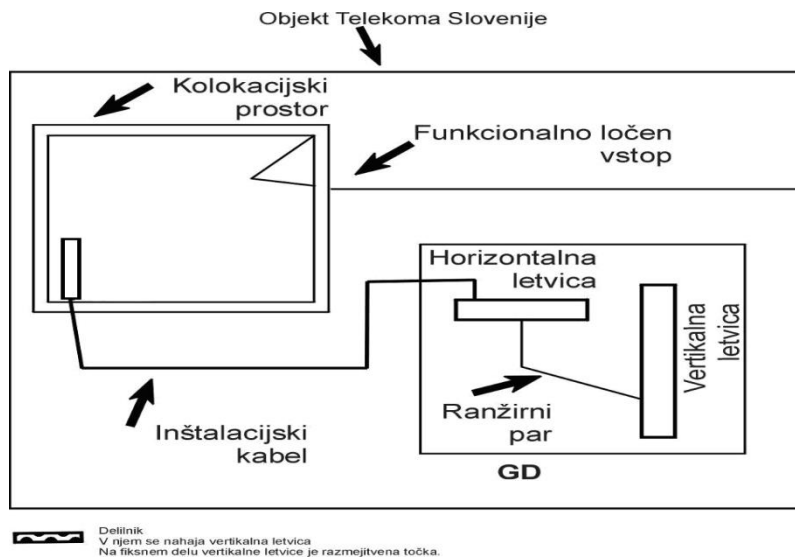 Objekt Telekoma Slovenije
Kolokacijski
prostor
Funkcionalno ločen
vstop
Horizontalna
letvica
Vertikalna
letvica
Ranžirni
par
Inštalacijski
kabel
GD
Delilnik
V njem se nahaja vertikalna letvica
Na fiksnem delu vertikalne letvice je razmejitvena točka.